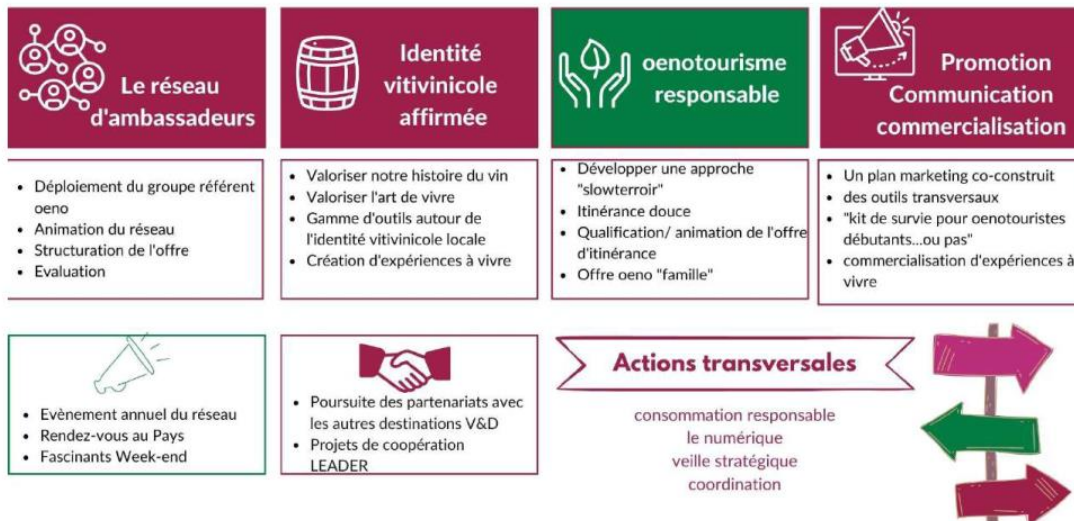 Le réseau
d'ambassadeurs
Identité
vitivinicole
affirmée
oenotourisme
responsable
Promotion
Communication
commercialisation
• Déploiement du groupe référent
oeno
• Animation du réseau
• Structuration de l'offre
• Evaluation
• Valoriser notre histoire du vin
• Valoriser l'art de vivre
• Gamme d'outils autour de
l'identité vitivinicole locale
• Création d'expériences à vivre
• Développer une approche
"slowterroir"
• Itinérance douce
• Qualification/ animation de l'offre
d'itinérance
• Offre oeno "famille"
• Un plan marketing co-construit
• des outils transversaux
• "kit de survie pour oenotouristes
débutants...ou pas"
• commercialisation d'expériences à
vivre
• Evènement annuel du réseau
• Rendez-vous au Pays
• Fascinants Week-end
• Poursuite des partenariats avec
les autres destinations V&D
• Projets de coopération
LEADER
Actions transversales
consommation responsable
le numérique
veille stratégique
coordination